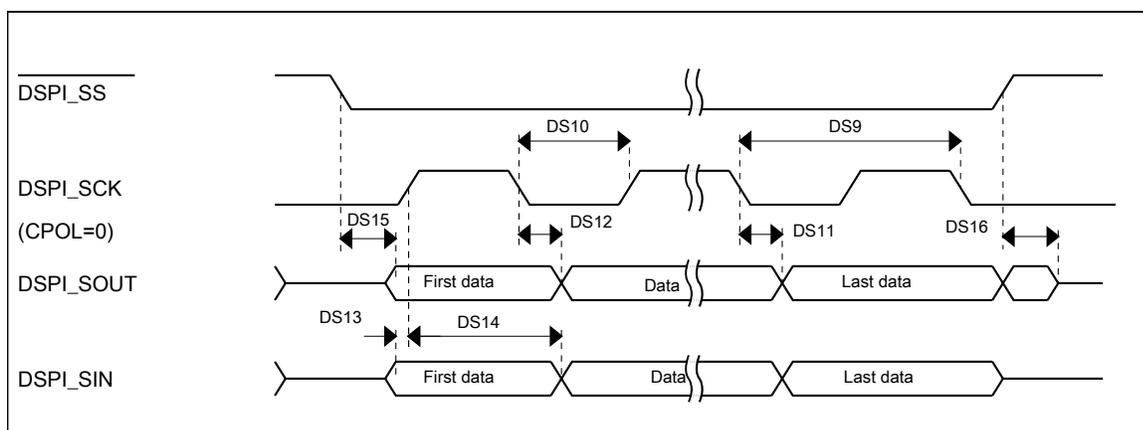 DSPI_SS
DS10
DS9
DSPI_SCK
(CPOL=0)
DS15
DS12
DS11
DS16
DSPI_SOUT
First data
Data
Last data
DS13
DS14
DSPI_SIN
First data
Data
Last data